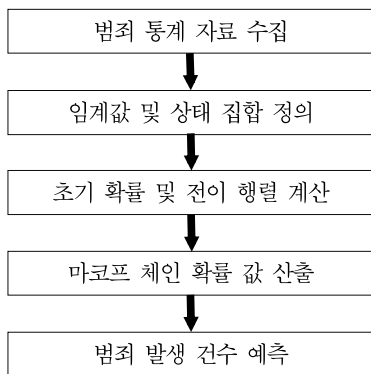 범죄 통계 자료 수집
임계값 및 상태 집합 정의
초기 확률 및 전이 행렬 계산
마코프 체인 확률 값 산출
범죄 발생 건수 예측